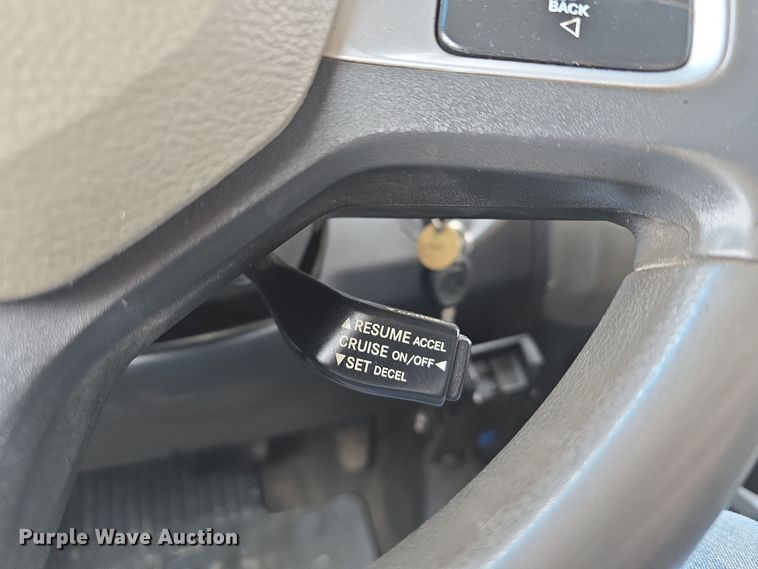 BACK
◁
▲RESUME ACCEL
CRUISE ON/OFF◀
▼SET DECEL
Purple Wave Auction®